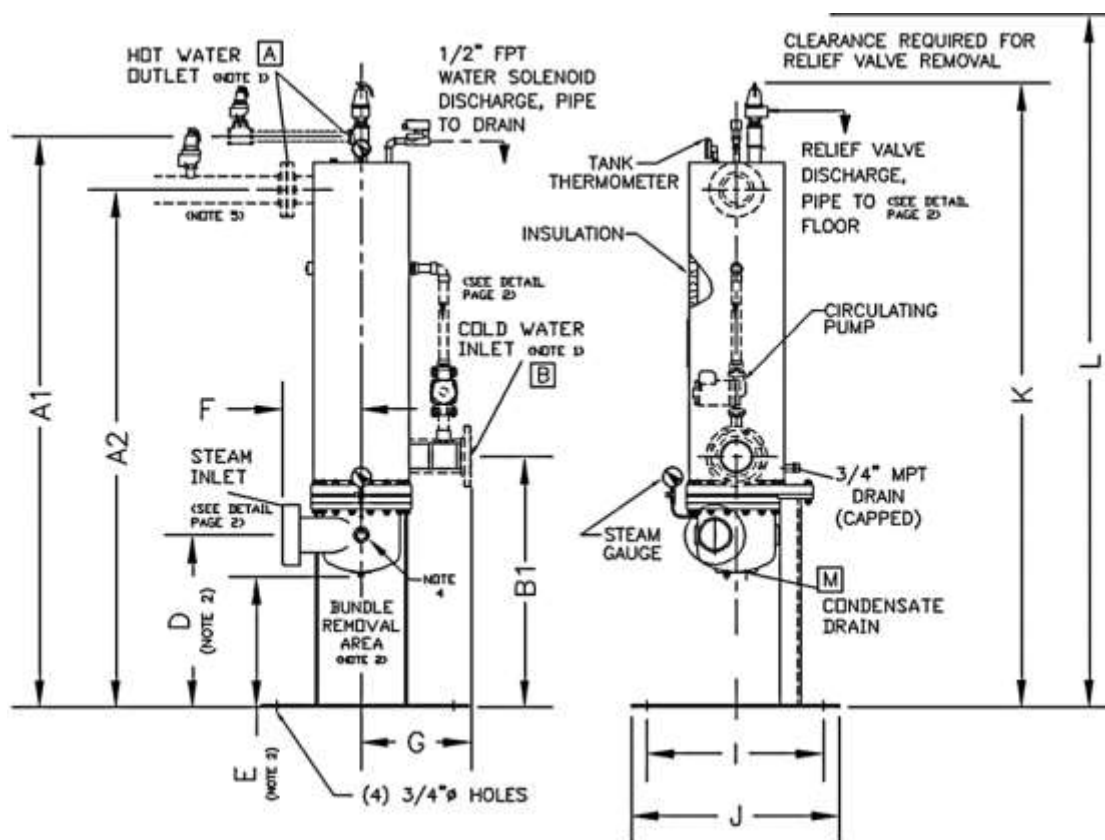 HOT WATER A
OUTLET (NOTE 1)
1/2" FPT
WATER SOLENOID
DISCHARGE, PIPE
TO DRAIN
CLEARANCE REQUIRED FOR
RELIEF VALVE REMOVAL
TANK
THERMOMETER
RELIEF VALVE
DISCHARGE,
PIPE TO (SEE DETAIL
PAGE 2)
FLOOR
(NOTE 5)
INSULATION
(SEE DETAIL
PAGE 2)
COLD WATER
INLET (NOTE 1)
B
CIRCULATING
PUMP
A1
A2
F
K
L
STEAM
INLET
(SEE DETAIL
PAGE 2)
3/4" MPT
DRAIN
(CAPPED)
STEAM
GAUGE
NOTE
4
B1
M
CONDENSATE
DRAIN
D
(NOTE 2)
BUNDLE
REMOVAL
AREA
(NOTE 2)
G
E
(NOTE 2)
I
(4) 3/4"ø HOLES
J